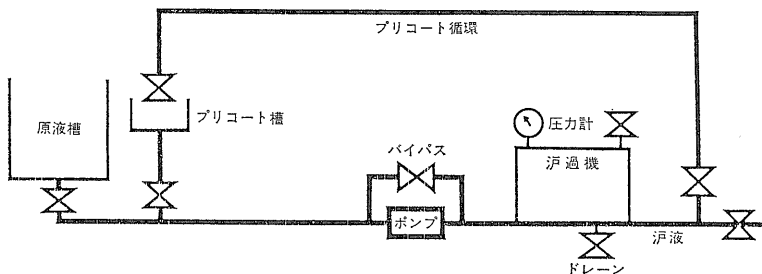 プリコート循環
原液槽
プリコート槽
バイパス
圧力計
沪過機
ポンプ
沪液
ドレーン